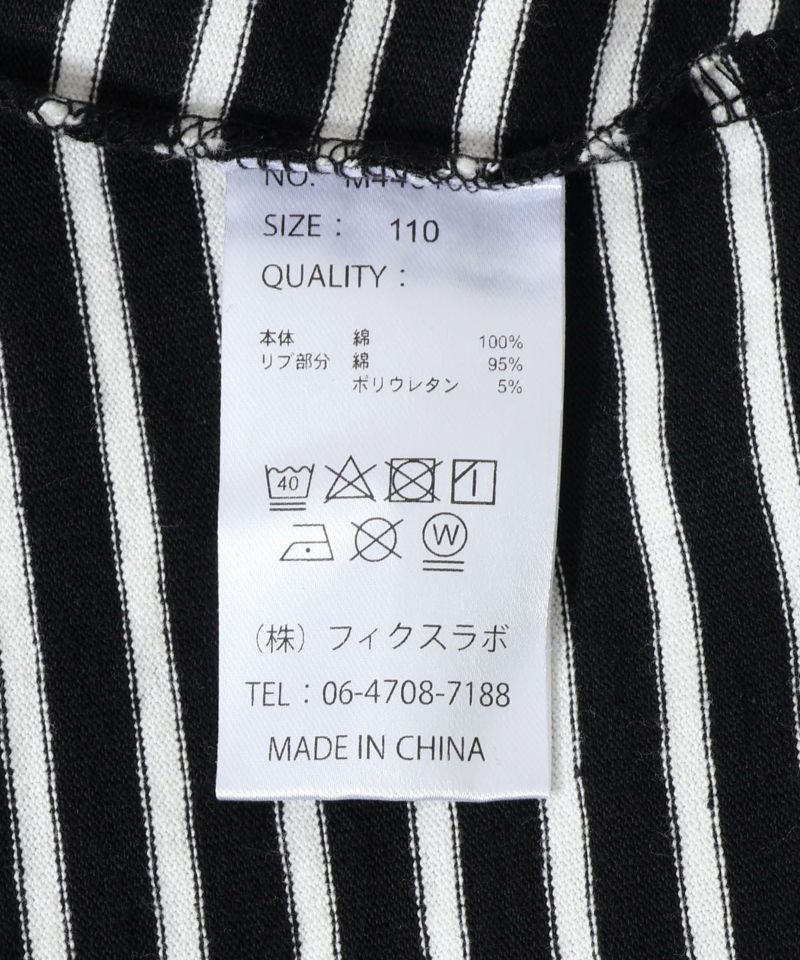 NO.
SIZE : 110
QUALITY :
本体 綿 100%
リブ部分 綿 95%
ポリウレタン 5%
40
W
(株) フィクスラボ
TEL : 06-4708-7188
MADE IN CHINA